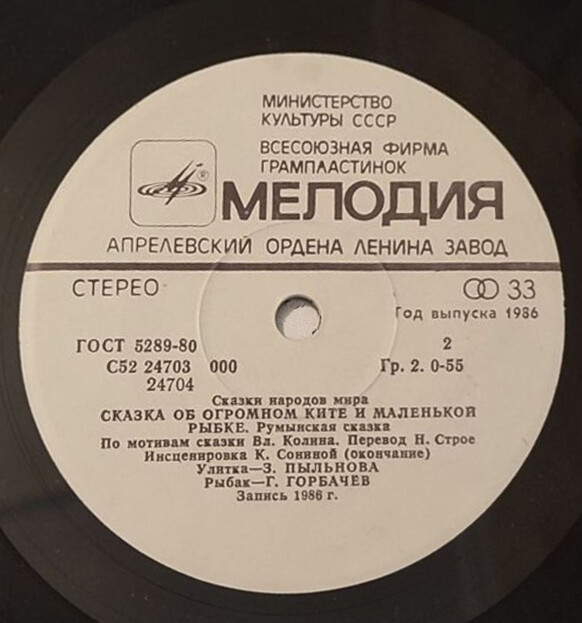 МИНИСТЕРСТВО
КУЛЬТУРЫ СССР
ВСЕСОЮЗНАЯ ФИРМА
ГРАМПЛАСТИНОК
®
МЕЛОДИЯ
АПРЕЛЕВСКИЙ ОРДЕНА ЛЕНИНА ЗАВОД
СТЕРЕО 33
Год выпуска 1986
ГОСТ 5289-80 2
С52 24703 000 Гр. 2. 0-55
24704
Сказки народов мира
СКАЗКА ОБ ОГРОМНОМ КИТЕ И МАЛЕНЬКОЙ
РЫБКЕ. Румынская сказка
По мотивам сказки Вл. Колина. Перевод Н. Строе
Инсценировка К. Сониной (окончание)
Улитка—З. ПЫЛЬНОВА
Рыбак—Г. ГОРБАЧЕВ
Запись 1986 г.